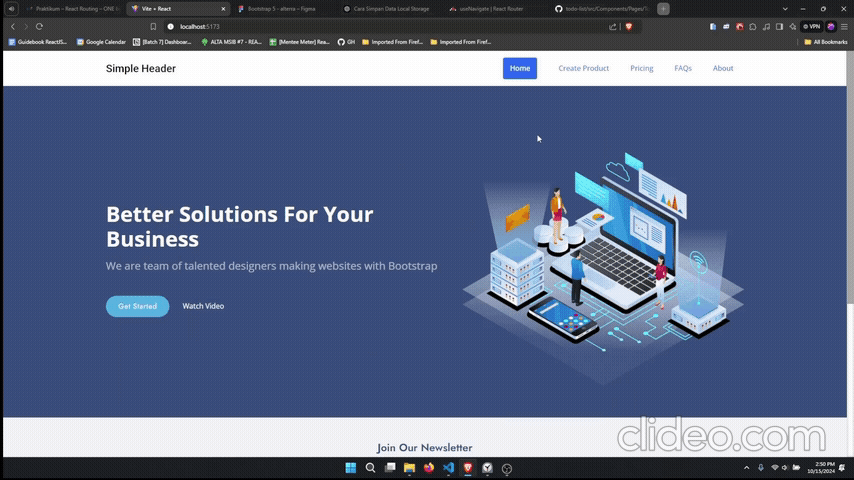 Praktikum – React Routing – ONE
Vite + React
Bootstrap 5 – alterra – Figma
Cara Simpan Data Local Storage
useNavigate | React Router
todo-list/src/Components/Pages/T
localhost:5173
VPN
Guidebook ReactJS...
Google Calendar
[Batch 7] Dashboar...
ALTA MSIB #7 - REA...
[Mentee Meter] Rea...
GH
Imported From Firef...
Imported From Firef...
All Bookmarks
Simple Header
Home
Create Product
Pricing
FAQs
About
Better Solutions For Your
Business
We are team of talented designers making websites with Bootstrap
Get Started
Watch Video
Join Our Newsletter
clideo.com
2:50 PM
10/15/2024